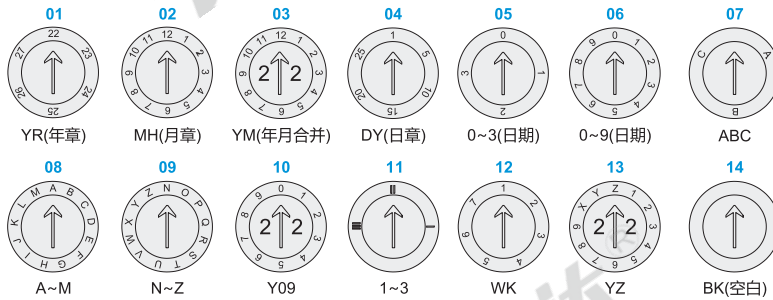 01 02 03 04 05 06 07
22 23 24 25 26 27
12 1 2 3 4 5 6 7 8 9 10 11
12 1 2 3 4 5 6 7 8 9 10 11
2 2
1 5 10 15 20 25
0 1 2 3
0 1 2 3 4 5 6 7 8 9
A B C
YR(年章) MH(月章) YM(年月合并) DY(日章) 0~3(日期) 0~9(日期) ABC
08 09 10 11 12 13 14
A B C D E F G H I J K L M
N O P Q R S T U V W X Y Z
0 1 2 3 4 5 6 7 8 9
2 2
I II III
1 2 3 4 5 6 7
X Y Z 1 2 3 4 5 6 7 8 9
2 2
A~M N~Z Y09 1~3 WK YZ BK(空白)